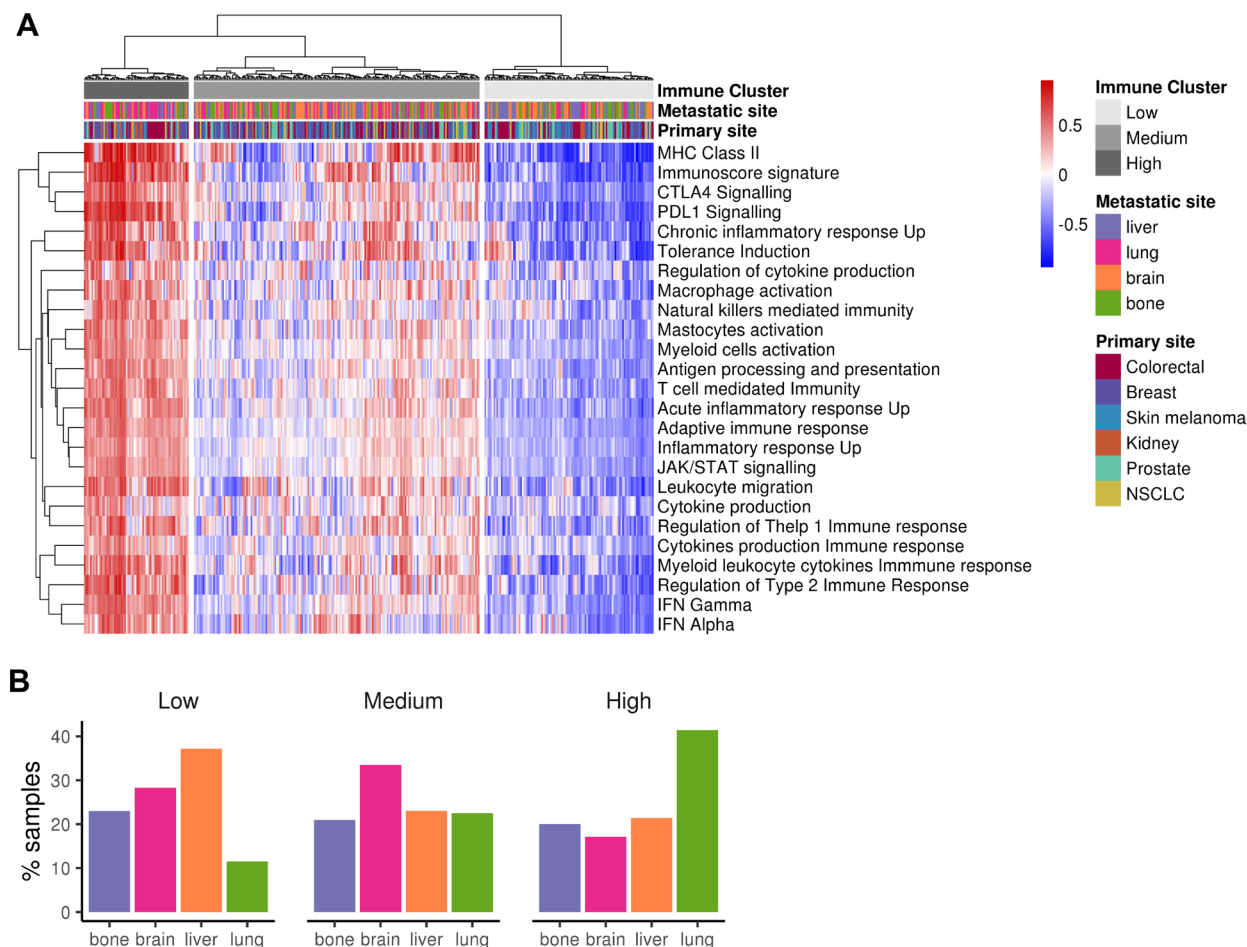 A
Immune Cluster
Metastatic site
Primary site
MHC Class II
Immunoscore signature
CTLA4 Signalling
PDL1 Signalling
Chronic inflammatory response Up
Tolerance Induction
Regulation of cytokine production
Macrophage activation
Natural killers mediated immunity
Mastocytes activation
Myeloid cells activation
Antigen processing and presentation
T cell medidated Immunity
Acute inflammatory response Up
Adaptive immune response
Inflammatory response Up
JAK/STAT signalling
Leukocyte migration
Cytokine production
Regulation of Thelp 1 Immune response
Cytokines production Immune response
Myeloid leukocyte cytokines Immmune response
Regulation of Type 2 Immune Response
IFN Gamma
IFN Alpha
0.5
0
-0.5
Immune Cluster
Low
Medium
High
Metastatic site
liver
lung
brain
bone
Primary site
Colorectal
Breast
Skin melanoma
Kidney
Prostate
NSCLC
B
Low Medium High
% samples
40
30
20
10
0
bone brain liver lung bone brain liver lung bone brain liver lung